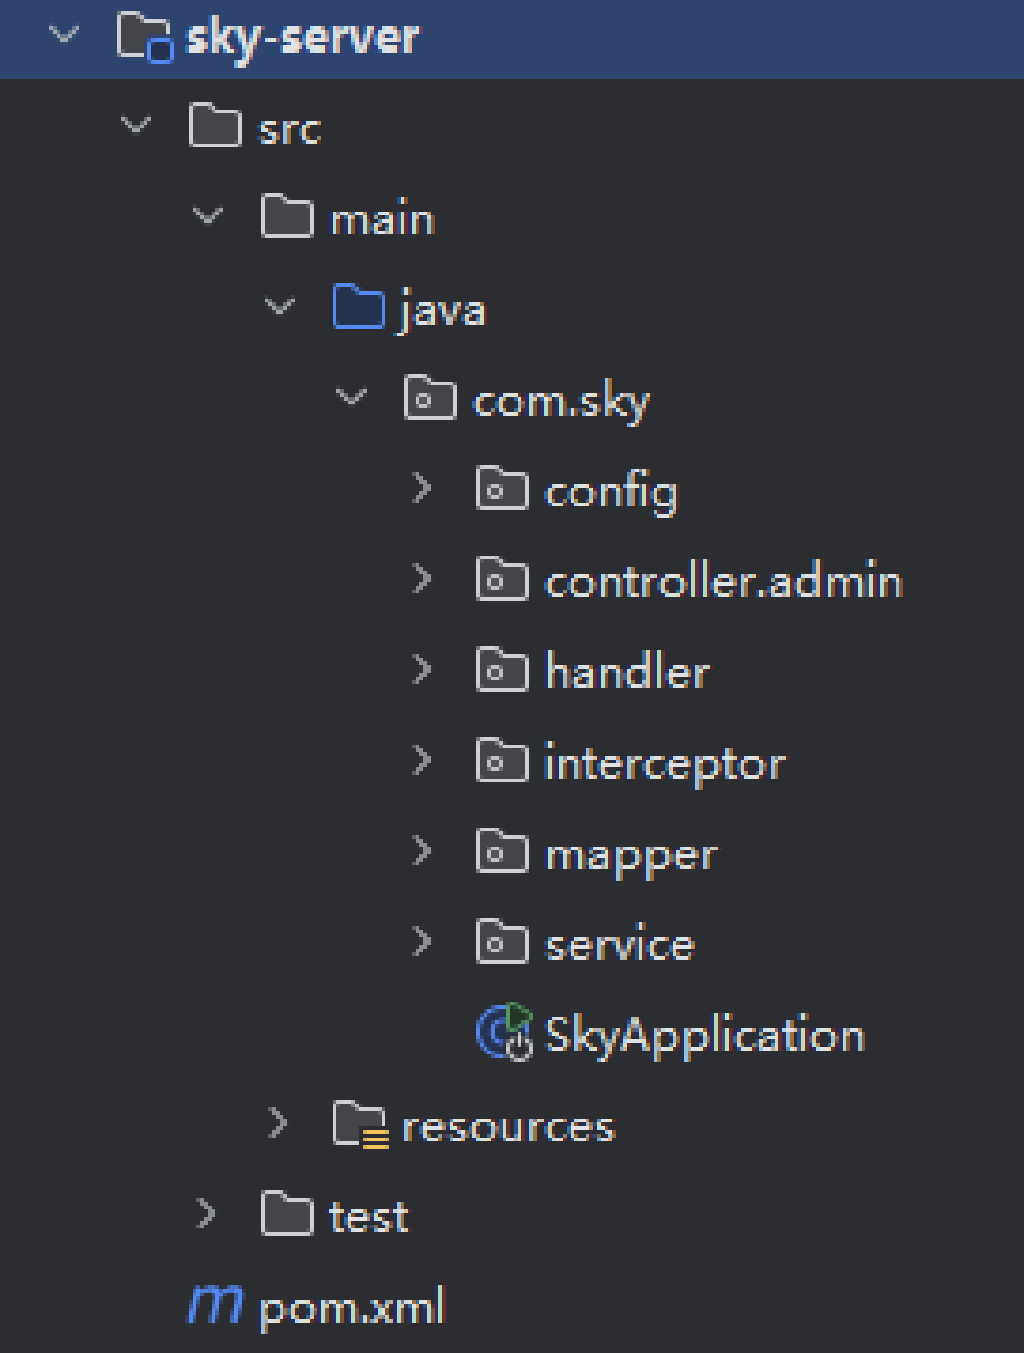 sky-server
src
main
java
com.sky
config
controller.admin
handler
interceptor
mapper
service
SkyApplication
resources
test
pom.xml